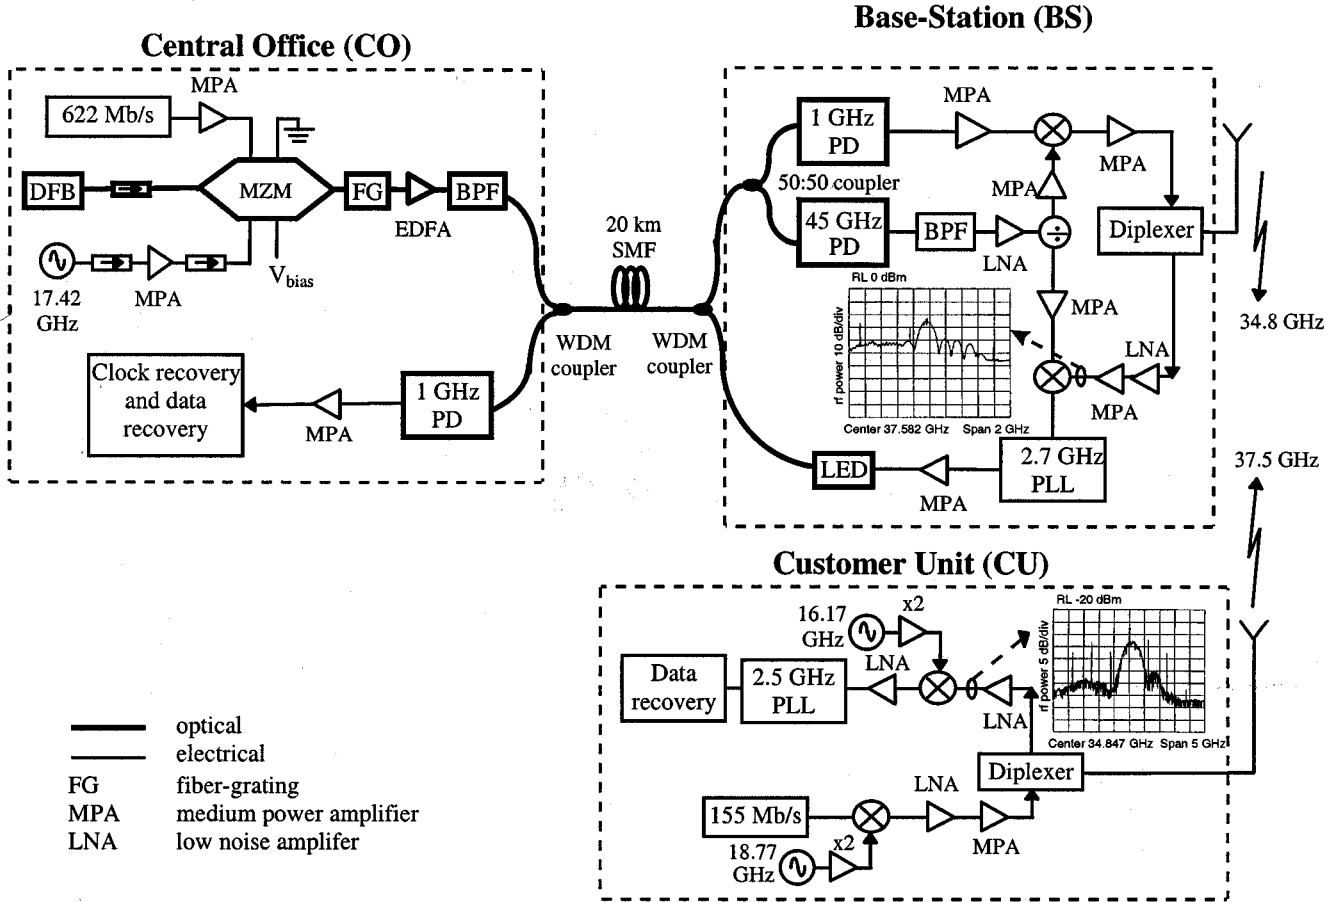 Central Office (CO)
MPA
622 Mb/s
DFB
MZM
FG
BPF
EDFA
17.42
GHz
MPA
Vbias
Clock recovery
and data
recovery
MPA
1 GHz
PD
20 km
SMF
WDM
coupler
WDM
coupler
Base-Station (BS)
1 GHz
PD
MPA
MPA
50:50 coupler
MPA
45 GHz
PD
BPF
LNA
÷
Diplexer
RL 0 dBm
rf power 10 dB/div
Center 37.582 GHz Span 2 GHz
MPA
LNA
MPA
LED
MPA
2.7 GHz
PLL
34.8 GHz
37.5 GHz
Customer Unit (CU)
16.17
GHz
x2
RL -20 dBm
rf power 5 dB/div
Center 34.847 GHz Span 5 GHz
Data
recovery
2.5 GHz
PLL
LNA
LNA
Diplexer
155 Mb/s
LNA
MPA
18.77
GHz
x2
optical
electrical
FG fiber-grating
MPA medium power amplifier
LNA low noise amplifer